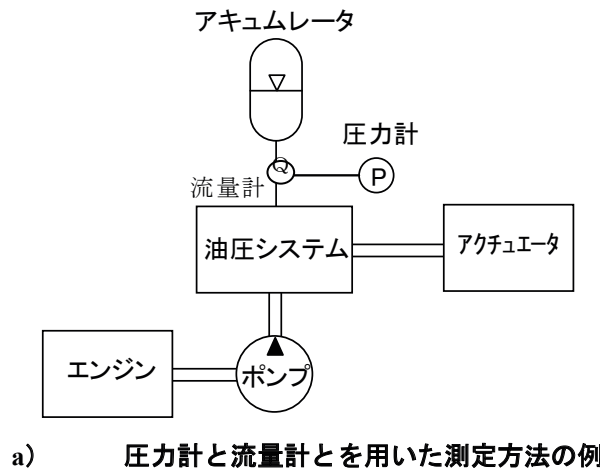 アキュムレータ
圧力計
Q
P
流量計
油圧システム
アクチュエータ
エンジン
ポンプ
a) 圧力計と流量計とを用いた測定方法の例